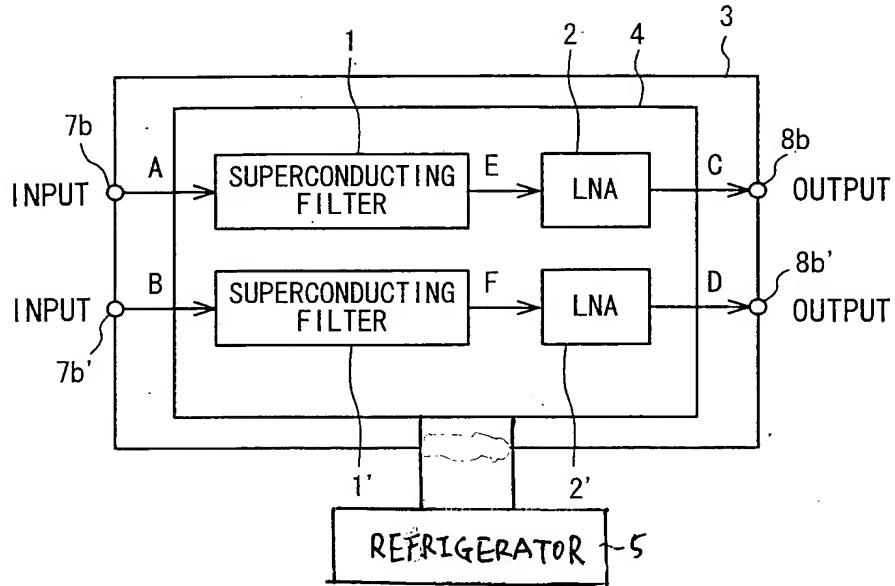 1 2 3
4
7b A E C 8b
INPUT SUPERCONDUCTING FILTER LNA OUTPUT
8b'
B F D
INPUT SUPERCONDUCTING FILTER LNA OUTPUT
7b'
1' 2'
REFRIGERATOR 5